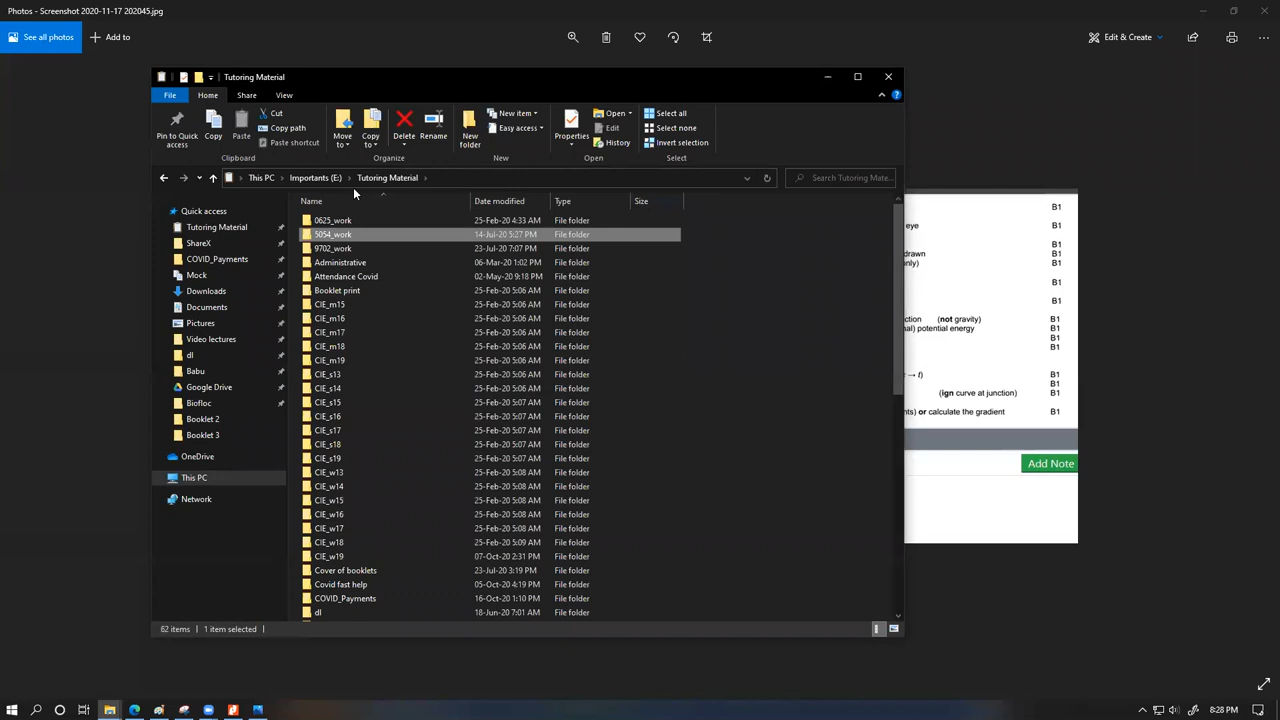 Photos - Screenshot 2020-11-17 202045.jpg
See all photos
Add to
Edit & Create
Tutoring Material
File
Home
Share
View
Pin to Quick access
Copy
Paste
Cut
Copy path
Paste shortcut
Clipboard
Move to
Copy to
Delete
Rename
Organize
New folder
New item
Easy access
New
Properties
Open
Edit
History
Open
Select all
Select none
Invert selection
Select
This PC > Importants (E:) > Tutoring Material >
Search Tutoring Mate...
Name Date modified Type Size
Quick access
Tutoring Material
ShareX
COVID_Payments
Mock
Downloads
Documents
Pictures
Video lectures
dl
Babu
Google Drive
Biofloc
Booklet 2
Booklet 3
OneDrive
This PC
Network
0625_work 25-Feb-20 4:33 AM File folder
5054_work 14-Jul-20 5:27 PM File folder
9702_work 23-Jul-20 7:07 PM File folder
Administrative 06-Mar-20 1:02 PM File folder
Attendance Covid 02-May-20 9:18 PM File folder
Booklet print 25-Feb-20 5:06 AM File folder
CIE_m15 25-Feb-20 5:06 AM File folder
CIE_m16 25-Feb-20 5:06 AM File folder
CIE_m17 25-Feb-20 5:06 AM File folder
CIE_m18 25-Feb-20 5:06 AM File folder
CIE_m19 25-Feb-20 5:06 AM File folder
CIE_s13 25-Feb-20 5:06 AM File folder
CIE_s14 25-Feb-20 5:06 AM File folder
CIE_s15 25-Feb-20 5:07 AM File folder
CIE_s16 25-Feb-20 5:07 AM File folder
CIE_s17 25-Feb-20 5:07 AM File folder
CIE_s18 25-Feb-20 5:07 AM File folder
CIE_s19 25-Feb-20 5:07 AM File folder
CIE_w13 25-Feb-20 5:08 AM File folder
CIE_w14 25-Feb-20 5:08 AM File folder
CIE_w15 25-Feb-20 5:08 AM File folder
CIE_w16 25-Feb-20 5:08 AM File folder
CIE_w17 25-Feb-20 5:08 AM File folder
CIE_w18 25-Feb-20 5:09 AM File folder
CIE_w19 07-Oct-20 2:31 PM File folder
Cover of booklets 23-Jul-20 3:19 PM File folder
Covid fast help 05-Oct-20 4:19 PM File folder
COVID_Payments 16-Oct-20 1:10 PM File folder
dl 18-Jun-20 7:01 AM File folder
62 items 1 item selected
B1
eye B1
B1
drawn B1
only) B1
B1
B1
ction (not gravity) B1
nal) potential energy B1
B1
→ t) B1
B1
(ign curve at junction) B1
nts) or calculate the gradient B1
Add Note
8:28 PM